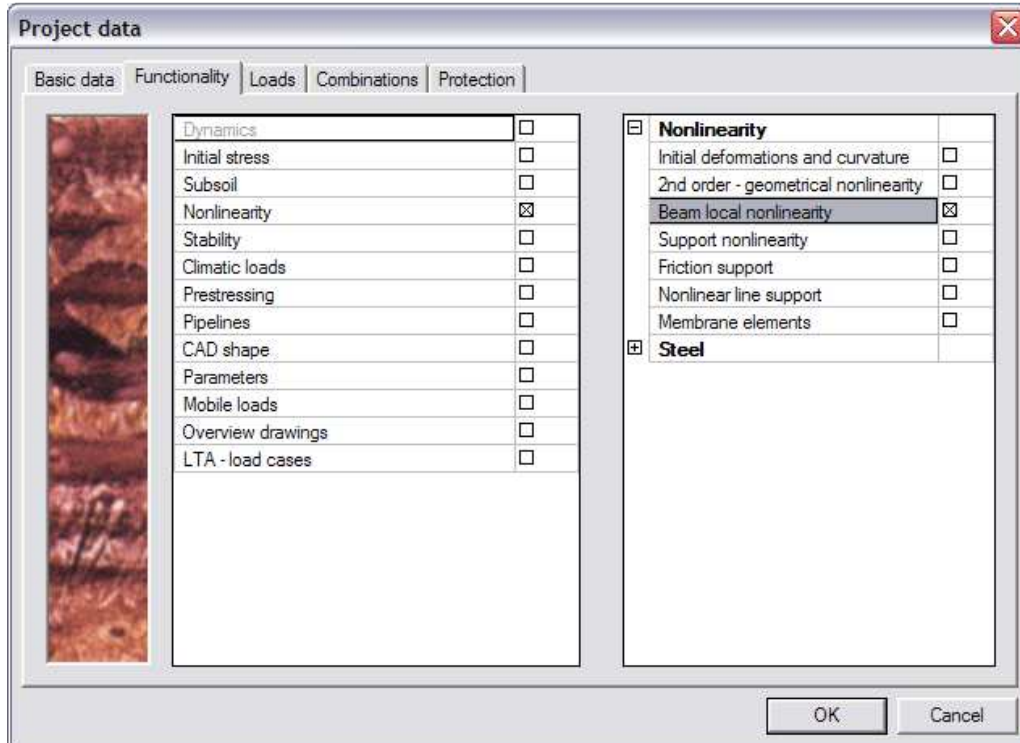 Project data
Basic data Functionality Loads Combinations Protection
Dynamics
Initial stress
Subsoil
Nonlinearity
Stability
Climatic loads
Prestressing
Pipelines
CAD shape
Parameters
Mobile loads
Overview drawings
LTA - load cases
Nonlinearity
Initial deformations and curvature
2nd order - geometrical nonlinearity
Beam local nonlinearity
Support nonlinearity
Friction support
Nonlinear line support
Membrane elements
Steel
OK Cancel